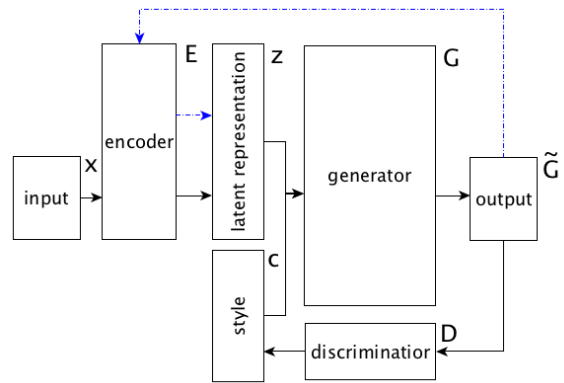 E
z
G
encoder
latent representation
generator
x
input
G̃
output
c
style
D
discriminatior